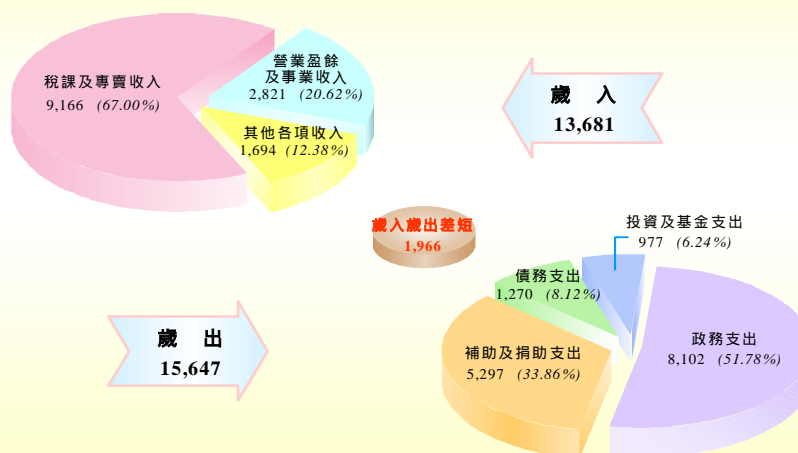 稅課及專賣收入
9,166 (67.00%)
營業盈餘
及事業收入
2,821 (20.62%)
其他各項收入
1,694 (12.38%)
歲 入
13,681
歲入歲出差短
1,966
歲 出
15,647
投資及基金支出
977 (6.24%)
債務支出
1,270 (8.12%)
補助及捐助支出
5,297 (33.86%)
政務支出
8,102 (51.78%)